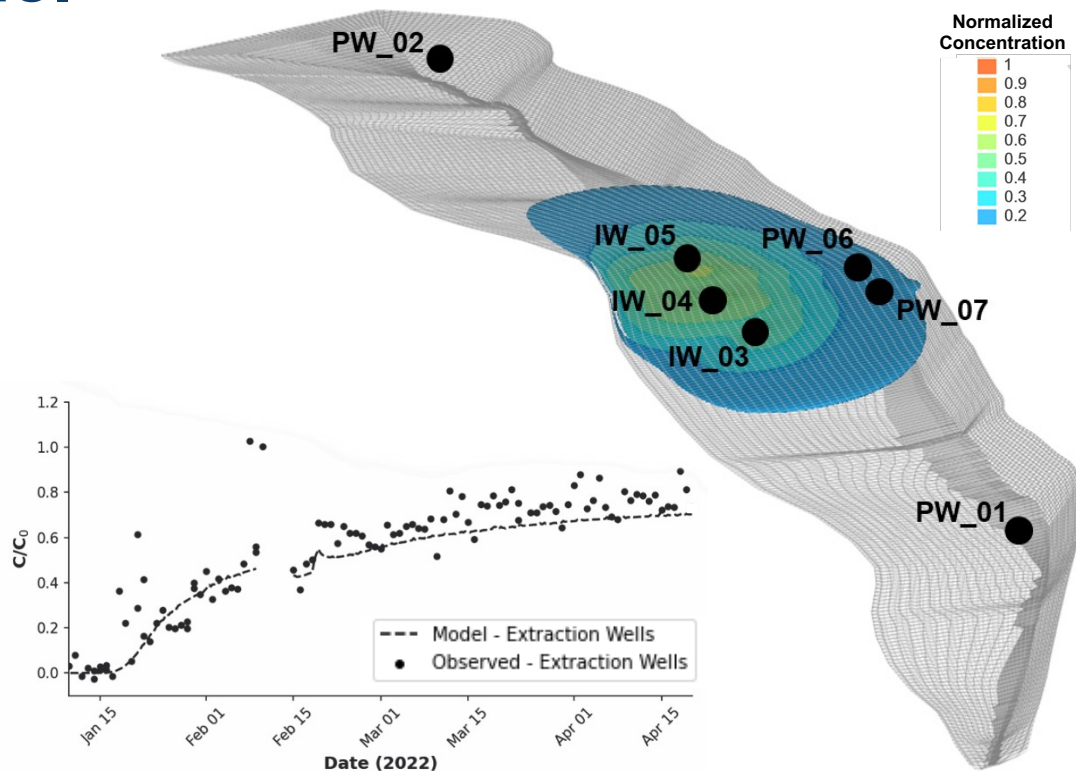 Normalized
Concentration
1
0.9
0.8
0.7
0.6
0.5
0.4
0.3
0.2
PW_02
IW_05
PW_06
IW_04
PW_07
IW_03
PW_01
1.2
1.0
0.8
0.6
0.4
0.2
0.0
C/C0
Model - Extraction Wells
Observed - Extraction Wells
Jan 15
Feb 01
Feb 15
Mar 01
Mar 15
Apr 01
Apr 15
Date (2022)